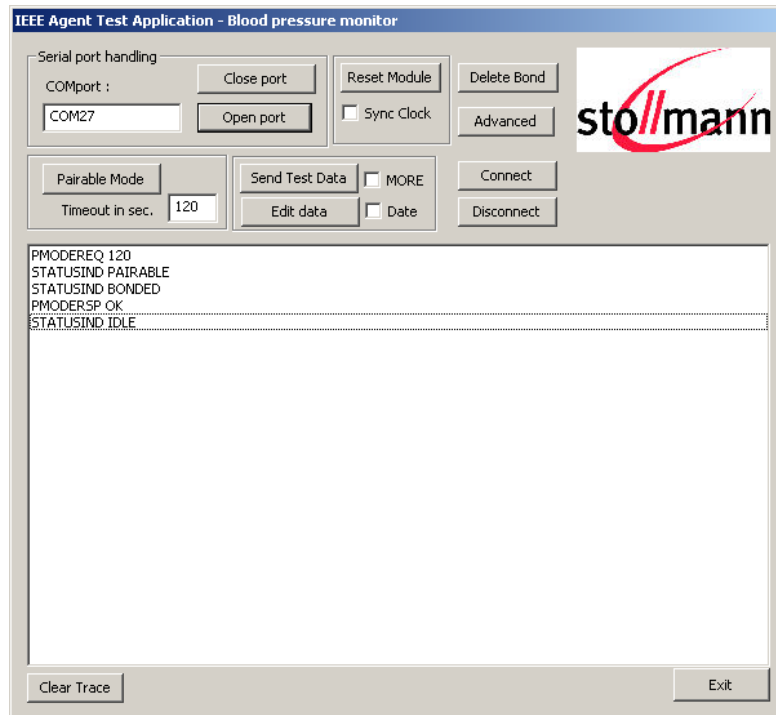 IEEE Agent Test Application - Blood pressure monitor
Serial port handling
COMport :
Close port
COM27
Open port
Reset Module
Sync Clock
Delete Bond
Advanced
stollmann
Pairable Mode
Timeout in sec.
120
Send Test Data
MORE
Edit data
Date
Connect
Disconnect
PMODEREQ 120
STATUSIND PAIRABLE
STATUSIND BONDED
PMODERSP OK
STATUSIND IDLE
Clear Trace
Exit